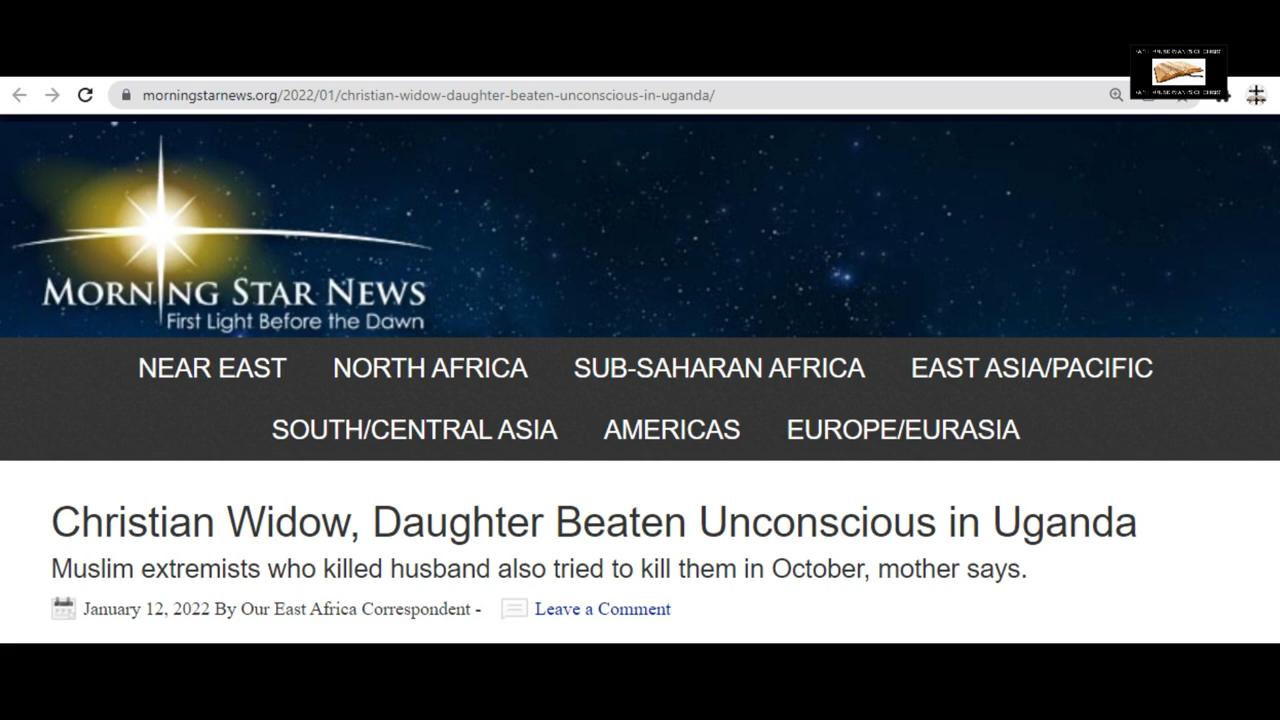 morningstarnews.org/2022/01/christian-widow-daughter-beaten-unconscious-in-uganda/
MORNING STAR NEWS
First Light Before the Dawn
NEAR EAST NORTH AFRICA SUB-SAHARAN AFRICA EAST ASIA/PACIFIC
SOUTH/CENTRAL ASIA AMERICAS EUROPE/EURASIA
Christian Widow, Daughter Beaten Unconscious in Uganda
Muslim extremists who killed husband also tried to kill them in October, mother says.
January 12, 2022 By Our East Africa Correspondent -
Leave a Comment